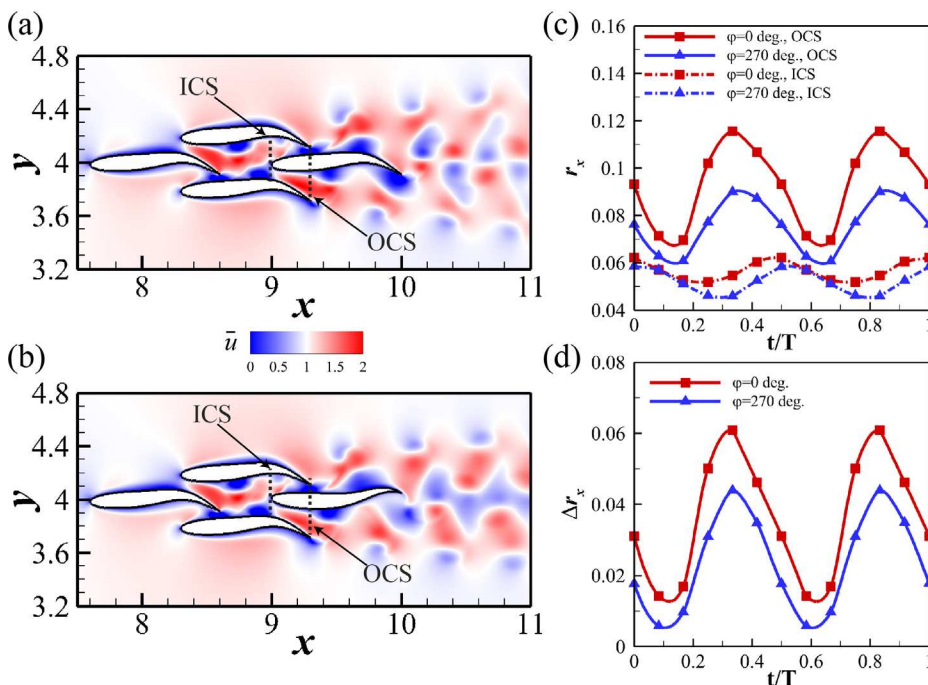 (a)
4.8
4.4
4
3.6
3.2
y
ICS
OCS
8 9 10 11
x
ū
0 0.5 1 1.5 2
(b)
4.8
4.4
4
3.6
3.2
y
ICS
OCS
8 9 10 11
x
(c)
0.16
0.14
0.12
0.1
0.08
0.06
0.04
rₓ
φ=0 deg., OCS
φ=270 deg., OCS
φ=0 deg., ICS
φ=270 deg., ICS
0 0.2 0.4 0.6 0.8 1
t/T
(d)
0.08
0.06
0.04
0.02
0
Δrₓ
φ=0 deg.
φ=270 deg.
0 0.2 0.4 0.6 0.8 1
t/T